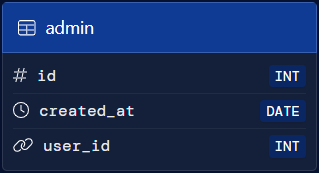 admin
# id INT
created_at DATE
user_id INT